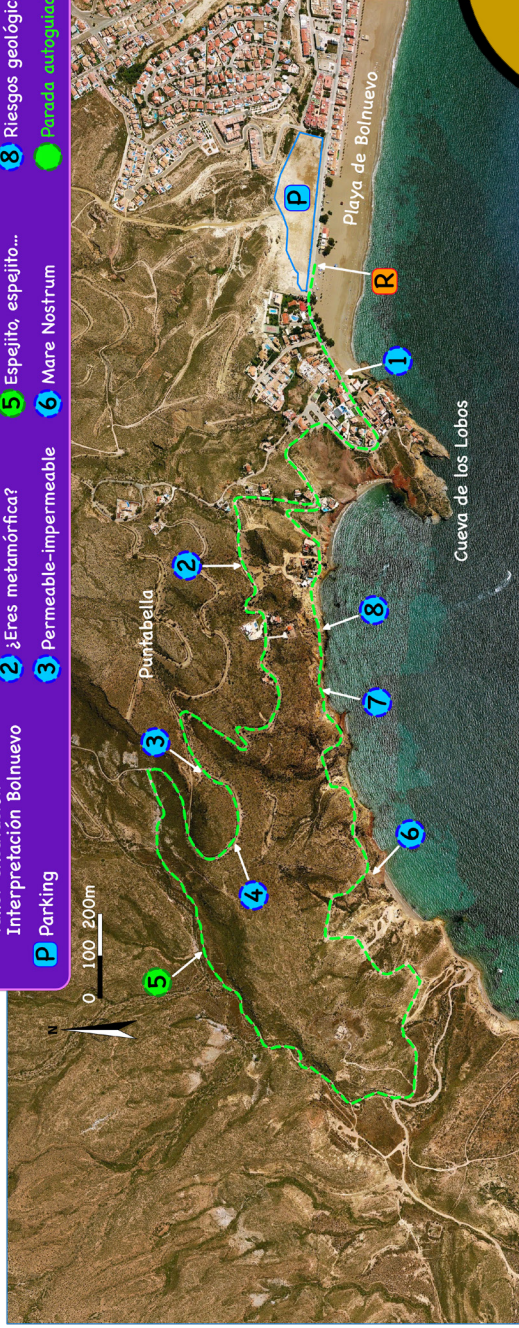 Interpretación Bolnuevo
P Parking
2 ¿Eres metamórfica?
3 Permeable-impermeable
5 Espejito, espejito...
6 Mare Nostrum
8 Riesgos geológic
Parada autoguiad
N
0 100 200m
5
4
3
Puntabella
2
P
Playa de Bolnuevo
R
1
8
7
6
Cueva de los Lobos